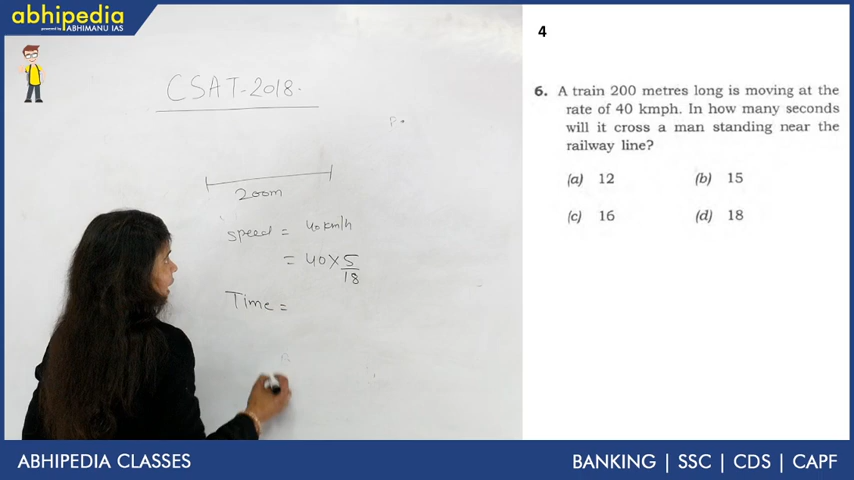 abhipedia
powered by ABHIMANU IAS
CSAT-2018.
200m
Speed = 40 km/h
= 40 × 5/18
Time =
4
6. A train 200 metres long is moving at the
rate of 40 kmph. In how many seconds
will it cross a man standing near the
railway line?
(a) 12
(b) 15
(c) 16
(d) 18
ABHIPEDIA CLASSES
BANKING | SSC | CDS | CAPF